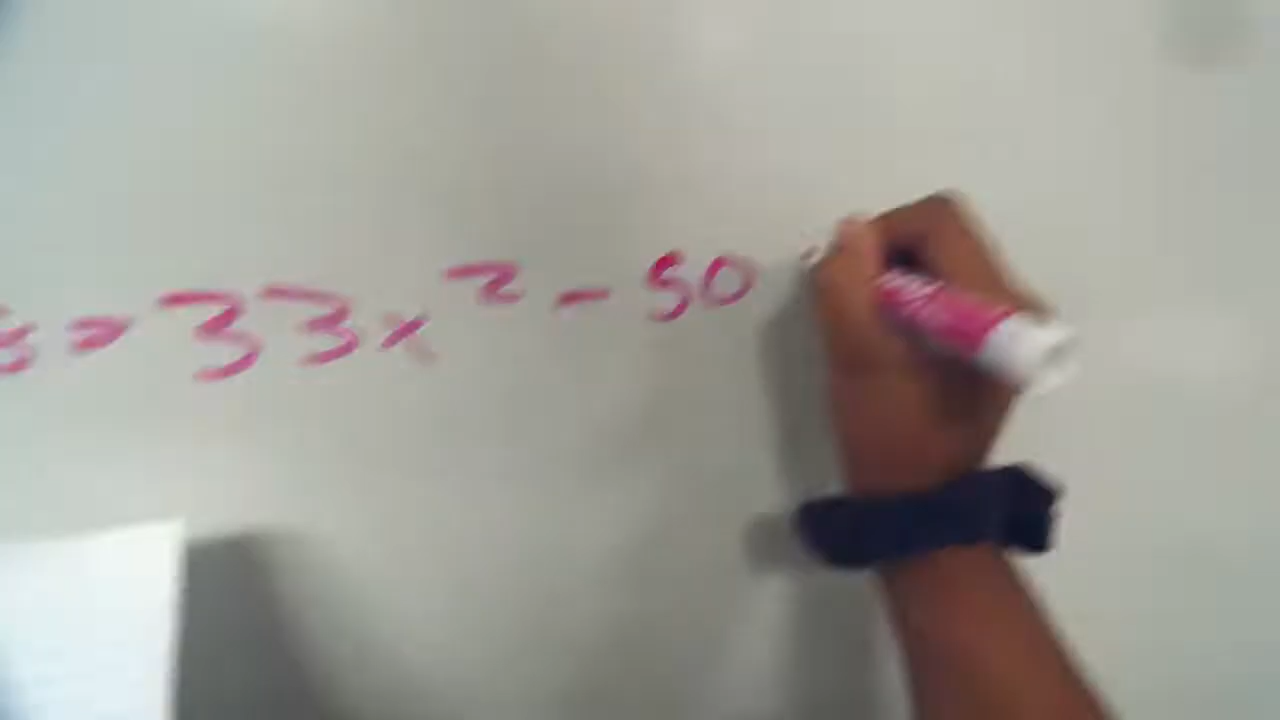 = 33x² - 50